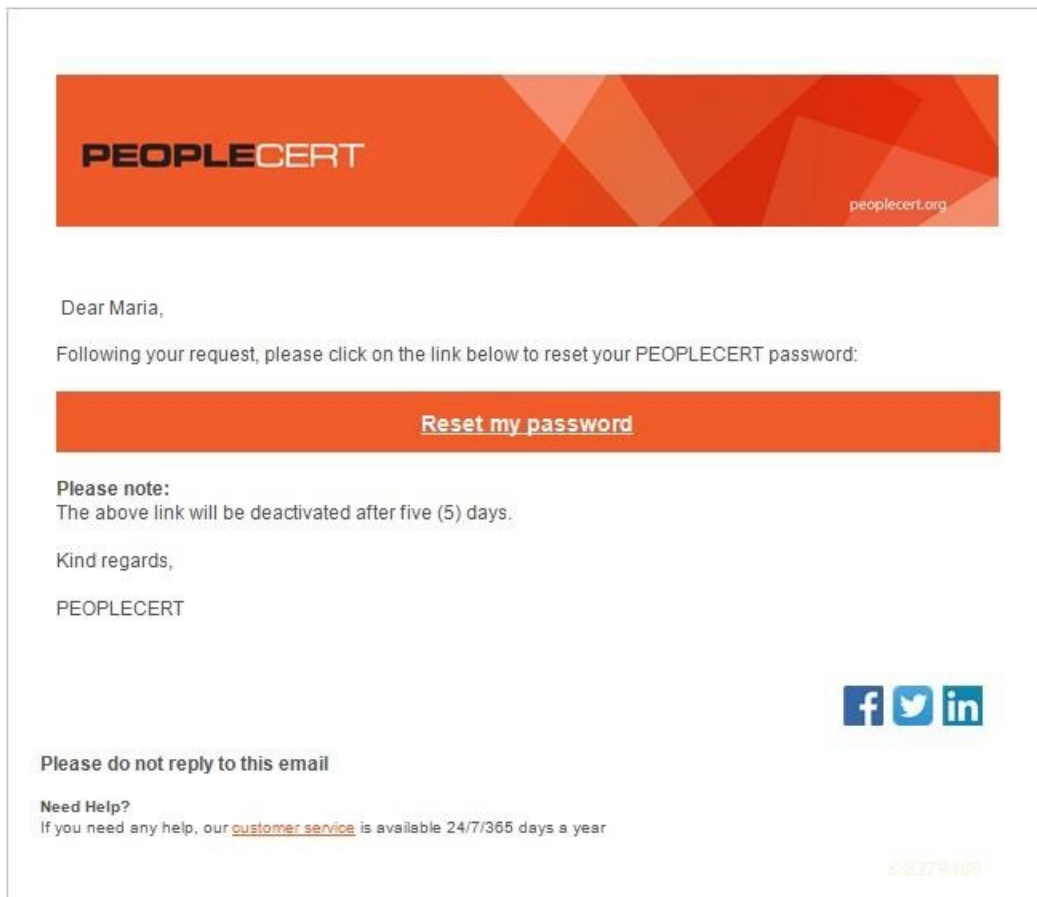 PEOPLECERT
peoplecert.org
Dear Maria,
Following your request, please click on the link below to reset your PEOPLECERT password:
Reset my password
Please note:
The above link will be deactivated after five (5) days.
Kind regards,
PEOPLECERT
f in
Please do not reply to this email
Need Help?
If you need any help, our customer service is available 24/7/365 days a year